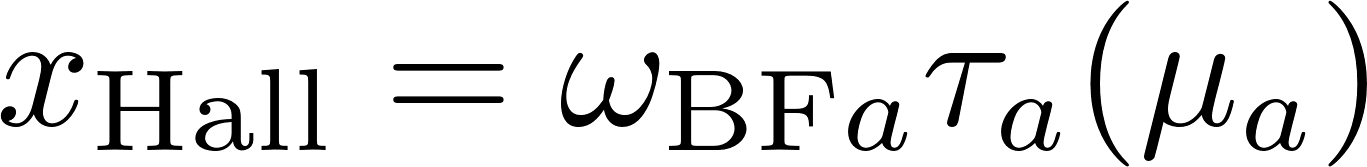 x_{\mathrm{Hall}} = \omega_{\mathrm{BF}a} \tau_a (\mu_a)